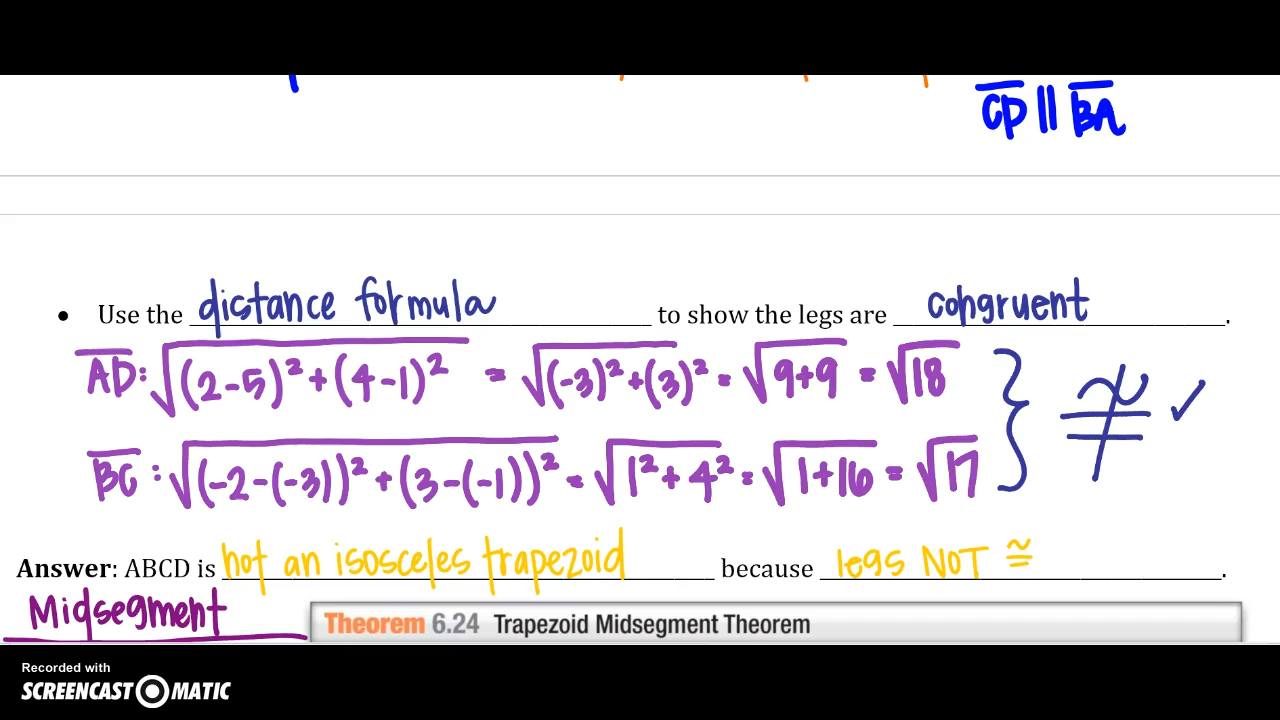 CD || BA
• Use the distance formula to show the legs are congruent.
AD: √(2-5)² + (4-1)² = √(-3)² + (3)² = √9+9 = √18 } ≇ ✓
BC: √(-2-(-3))² + (3-(-1))² = √1² + 4² = √1+16 = √17
Answer: ABCD is not an isosceles trapezoid because legs NOT ≅.
Midsegment
Theorem 6.24 Trapezoid Midsegment Theorem
Recorded with
SCREENCAST-O-MATIC